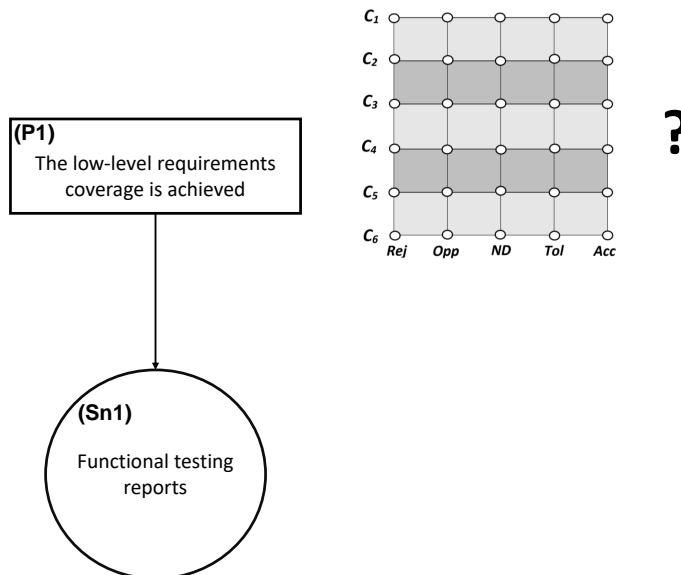 C1
C2
C3
C4
C5
C6
Rej Opp ND Tol Acc
?
(P1)
The low-level requirements
coverage is achieved
(Sn1)
Functional testing
reports